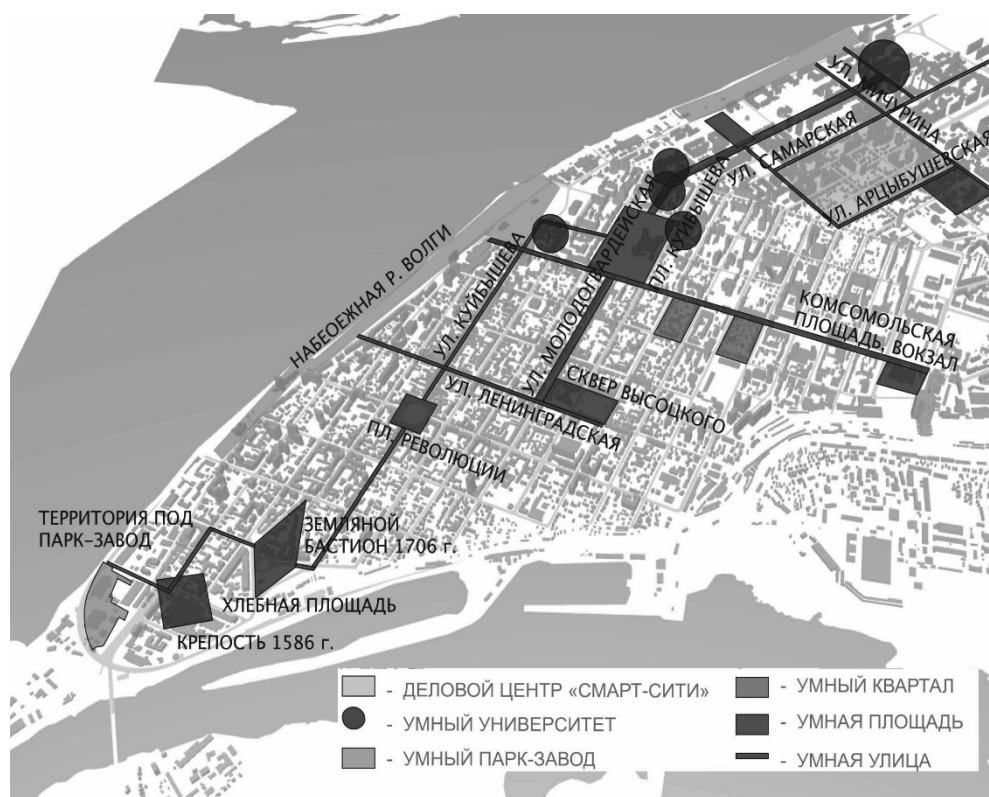 УЛ. МИЧУРИНА
УЛ. САМАРСКАЯ
УЛ. АРЦЫБУШЕВСКАЯ
НАБЕОЕЖНАЯ Р. ВОЛГИ
УЛ. КУЙБЫШЕВА
УЛ. МОЛОДОГВАРДЕЙСКАЯ
ПЛ. КУЙБЫШЕВА
КОМСОМОЛЬСКАЯ
ПЛОЩАДЬ, ВОКЗАЛ
СКВЕР ВЫСОЦКОГО
УЛ. ЛЕНИНГРАДСКАЯ
ПЛ. РЕВОЛЮЦИИ
ТЕРРИТОРИЯ ПОД
ПАРК-ЗАВОД
ЗЕМЛЯНОЙ
БАСТИОН 1706 г.
ХЛЕБНАЯ ПЛОЩАДЬ
КРЕПОСТЬ 1586 г.
- ДЕЛОВОЙ ЦЕНТР «СМАРТ-СИТИ»
- УМНЫЙ УНИВЕРСИТЕТ
- УМНЫЙ ПАРК-ЗАВОД
- УМНЫЙ КВАРТАЛ
- УМНАЯ ПЛОЩАДЬ
- УМНАЯ УЛИЦА